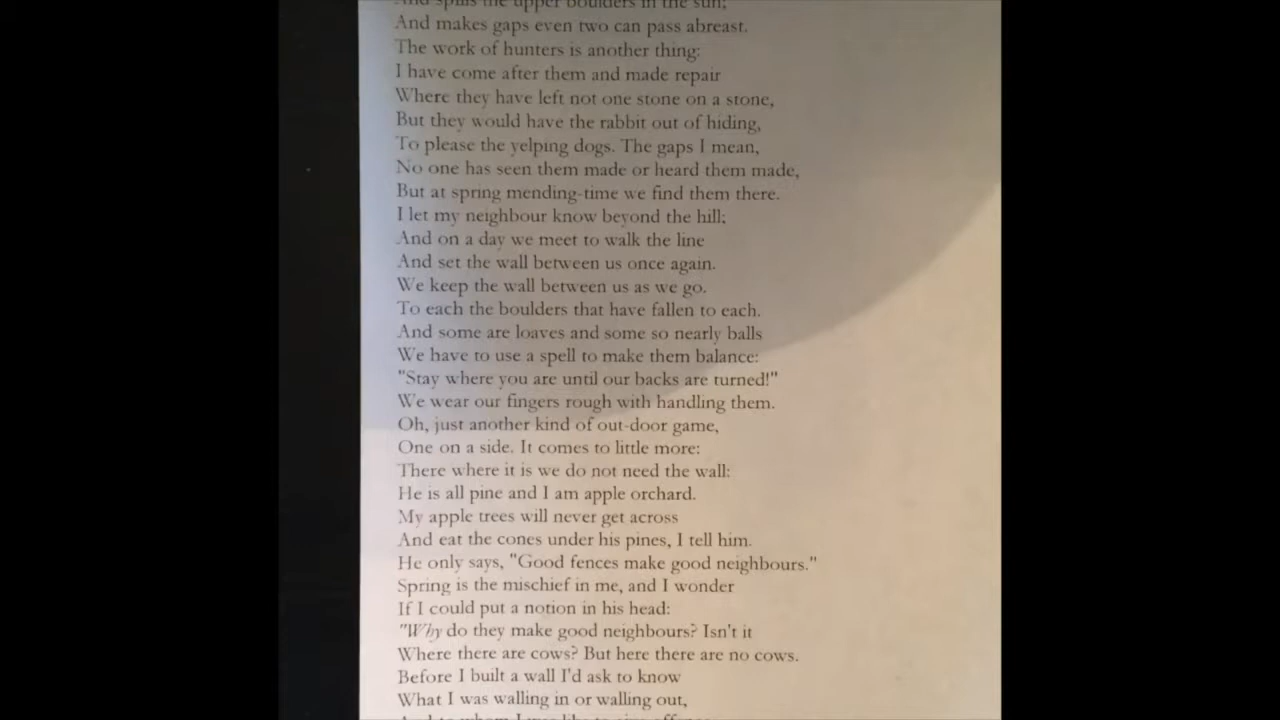 And spills the upper boulders in the sun;
And makes gaps even two can pass abreast.
The work of hunters is another thing:
I have come after them and made repair
Where they have left not one stone on a stone,
But they would have the rabbit out of hiding,
To please the yelping dogs. The gaps I mean,
No one has seen them made or heard them made,
But at spring mending-time we find them there.
I let my neighbour know beyond the hill;
And on a day we meet to walk the line
And set the wall between us once again.
We keep the wall between us as we go.
To each the boulders that have fallen to each.
And some are loaves and some so nearly balls
We have to use a spell to make them balance:
"Stay where you are until our backs are turned!"
We wear our fingers rough with handling them.
Oh, just another kind of out-door game,
One on a side. It comes to little more:
There where it is we do not need the wall:
He is all pine and I am apple orchard.
My apple trees will never get across
And eat the cones under his pines, I tell him.
He only says, "Good fences make good neighbours."
Spring is the mischief in me, and I wonder
If I could put a notion in his head:
"Why do they make good neighbours? Isn't it
Where there are cows? But here there are no cows.
Before I built a wall I'd ask to know
What I was walling in or walling out,